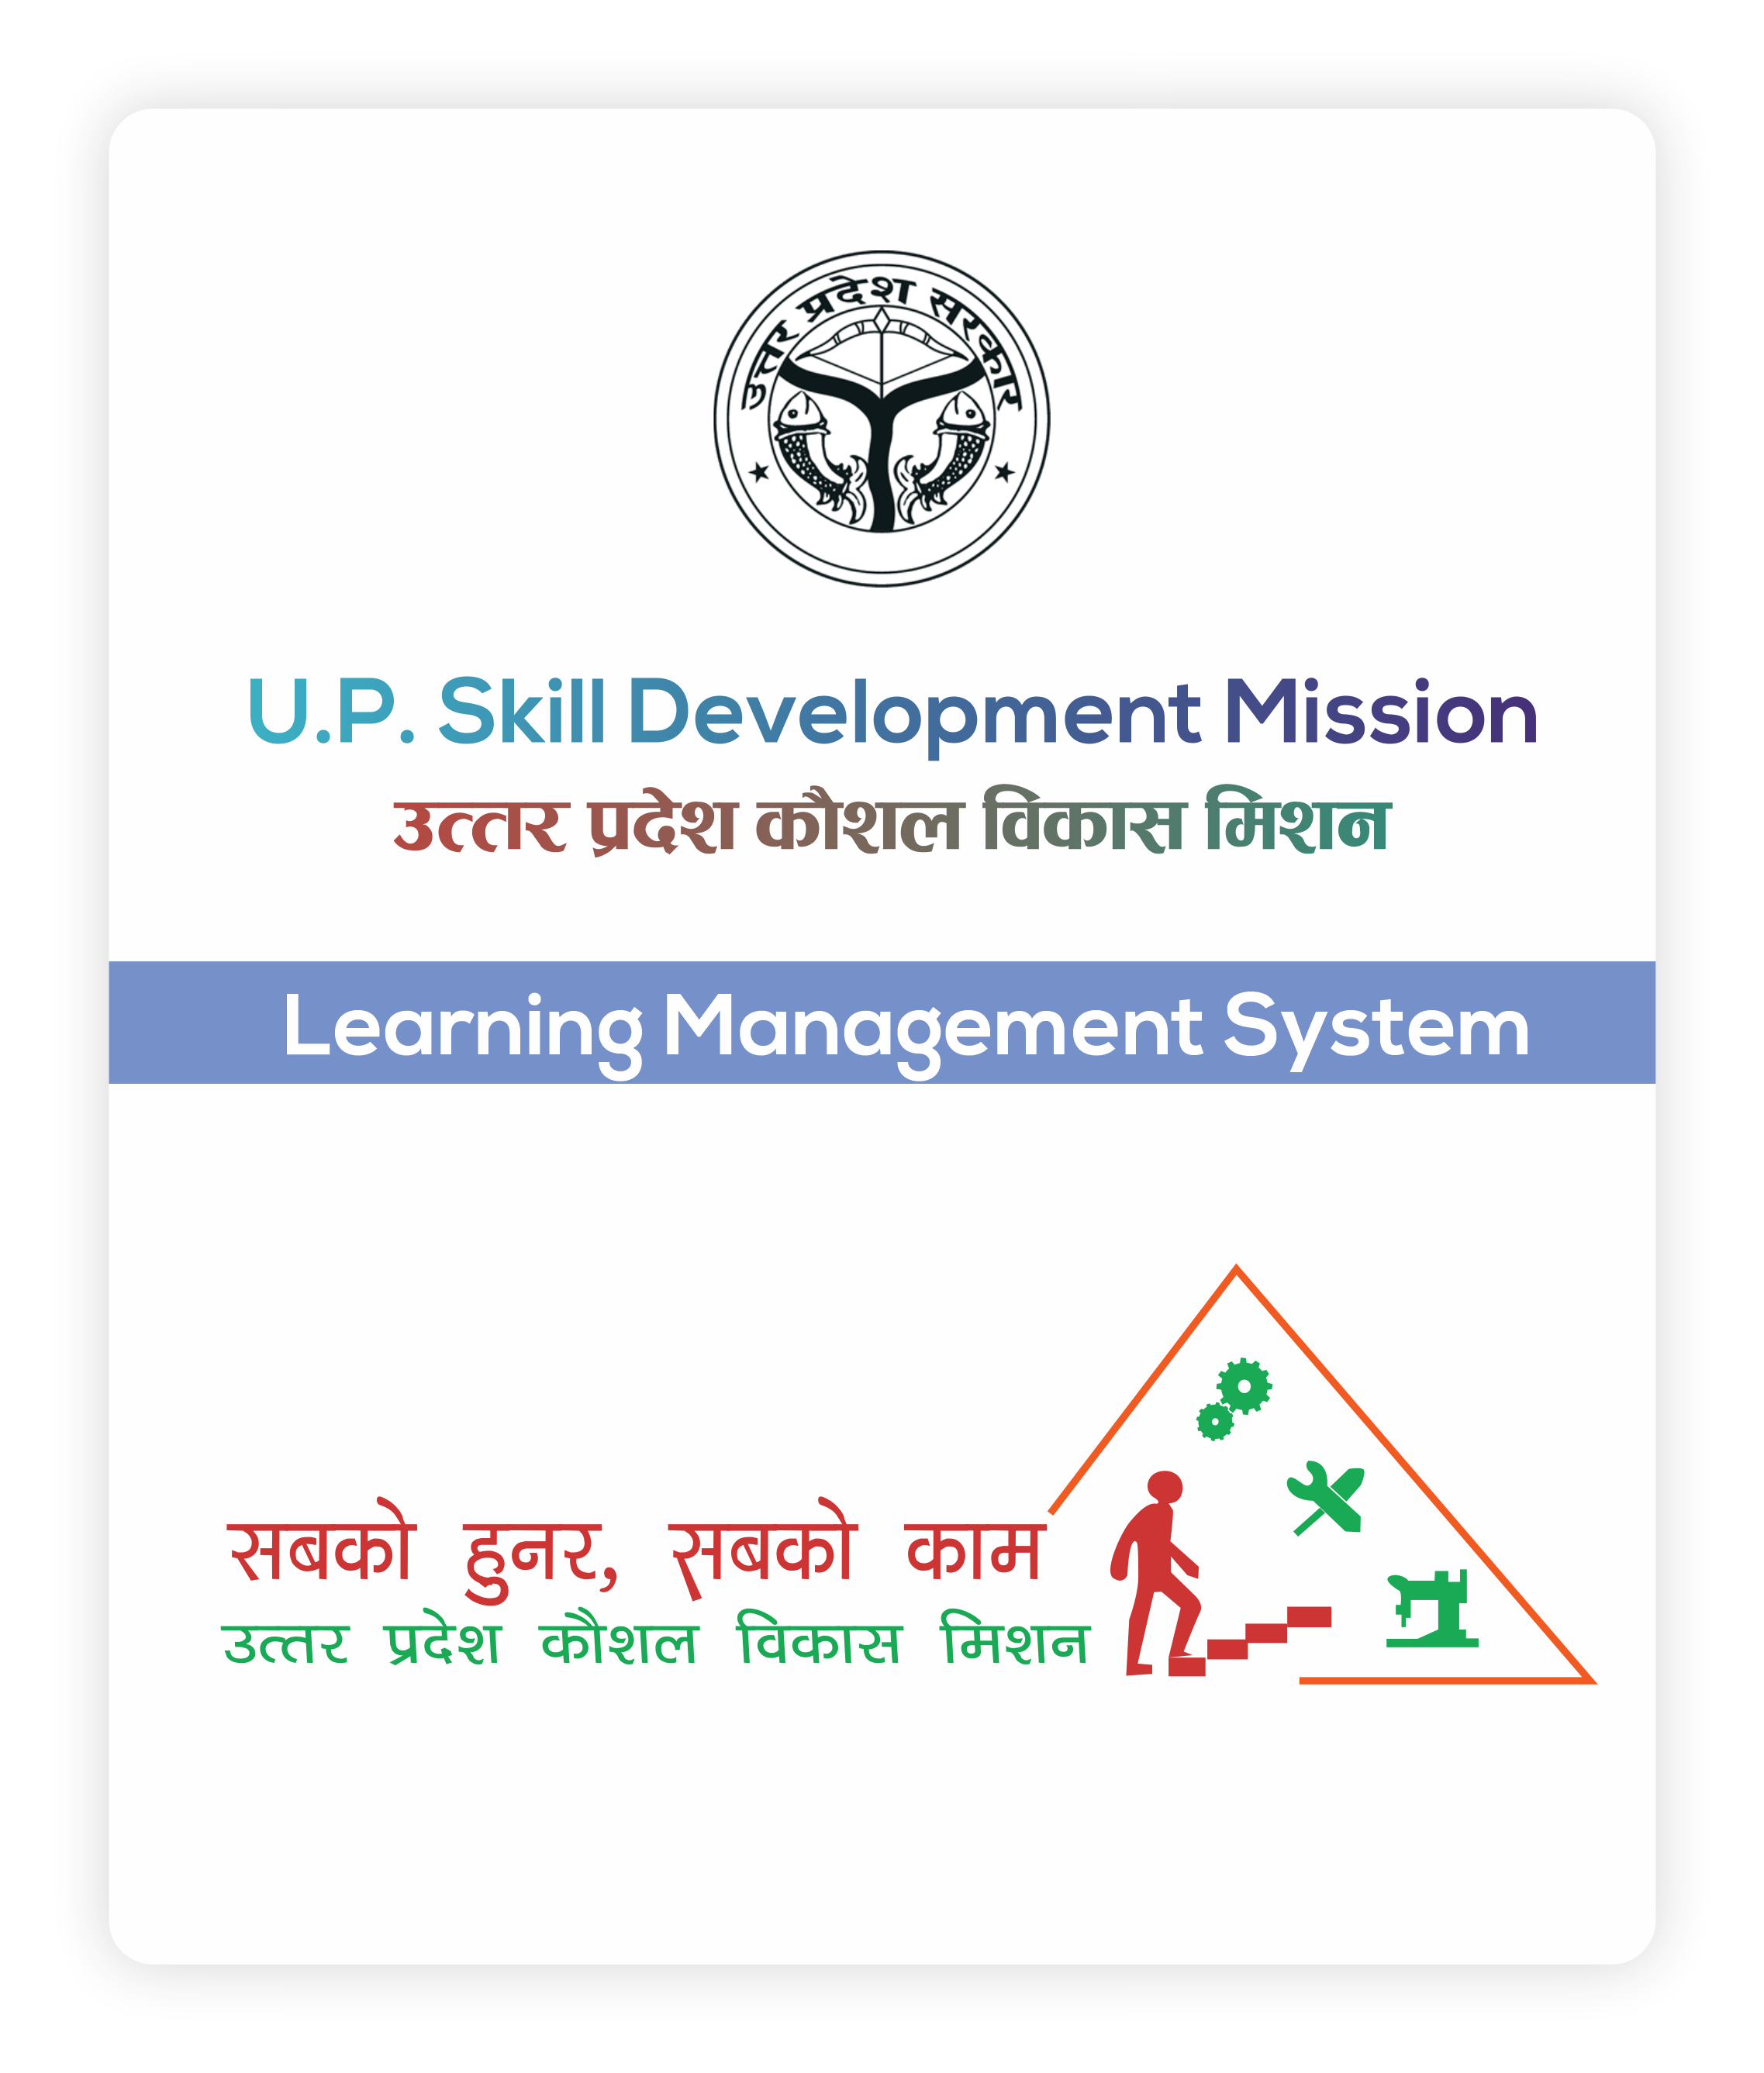 उत्तर प्रदेश सरकार
U.P. Skill Development Mission
उत्तर प्रदेश कौशल विकास मिशन
Learning Management System
सबको हुनर, सबको काम
उत्तर प्रदेश कौशल विकास मिशन